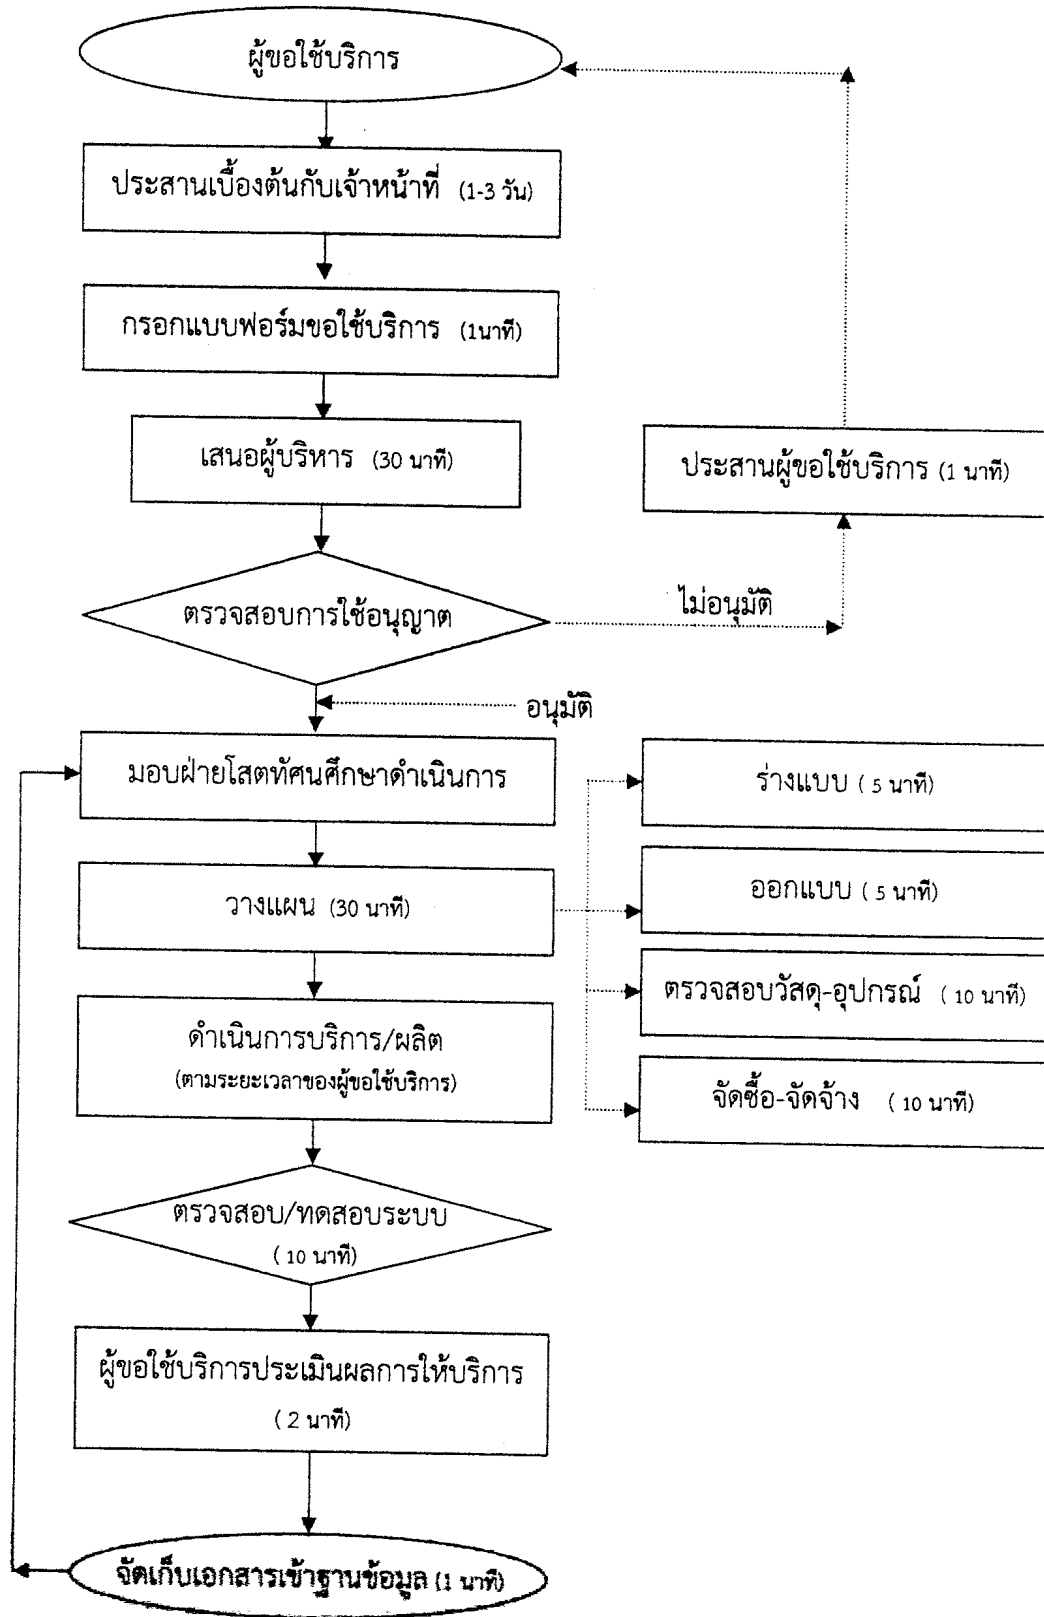 ผู้ขอใช้บริการ
ประสานเบื้องต้นกับเจ้าหน้าที่ (1-3 วัน)
กรอกแบบฟอร์มขอใช้บริการ (1นาที)
เสนอผู้บริหาร (30 นาที)
ประสานผู้ขอใช้บริการ (1 นาที)
ตรวจสอบการใช้อนุญาต
ไม่อนุมัติ
อนุมัติ
มอบฝ่ายโสตทัศนศึกษาดำเนินการ
ร่างแบบ ( 5 นาที)
วางแผน (30 นาที)
ออกแบบ ( 5 นาที)
ตรวจสอบวัสดุ-อุปกรณ์ ( 10 นาที)
ดำเนินการบริการ/ผลิต
(ตามระยะเวลาของผู้ขอใช้บริการ)
จัดซื้อ-จัดจ้าง ( 10 นาที)
ตรวจสอบ/ทดสอบระบบ
( 10 นาที)
ผู้ขอใช้บริการประเมินผลการให้บริการ
( 2 นาที)
จัดเก็บเอกสารเข้าฐานข้อมูล (1 นาที)